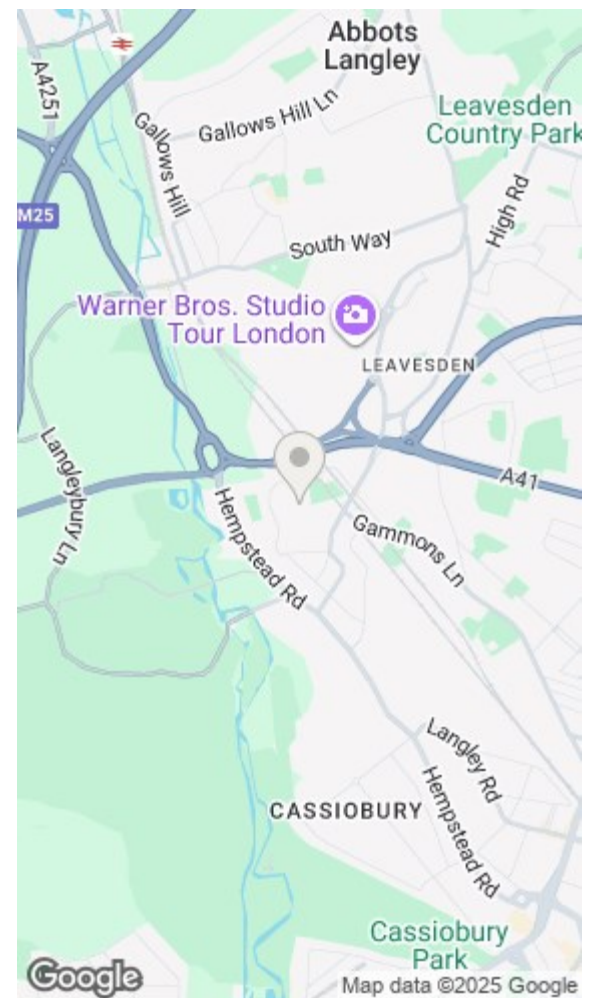 Abbots
Langley
A4251
Gallows Hill Ln
Leavesden
Country Park
Gallows Hill
High Rd
M25
South Way
Warner Bros. Studio
Tour London
LEAVESDEN
Langleybury Ln
A41
Hempstead Rd
Gammons Ln
Langley Rd
CASSIOBURY
Hempstead Rd
Cassiobury
Park
Google
Map data ©2025 Google